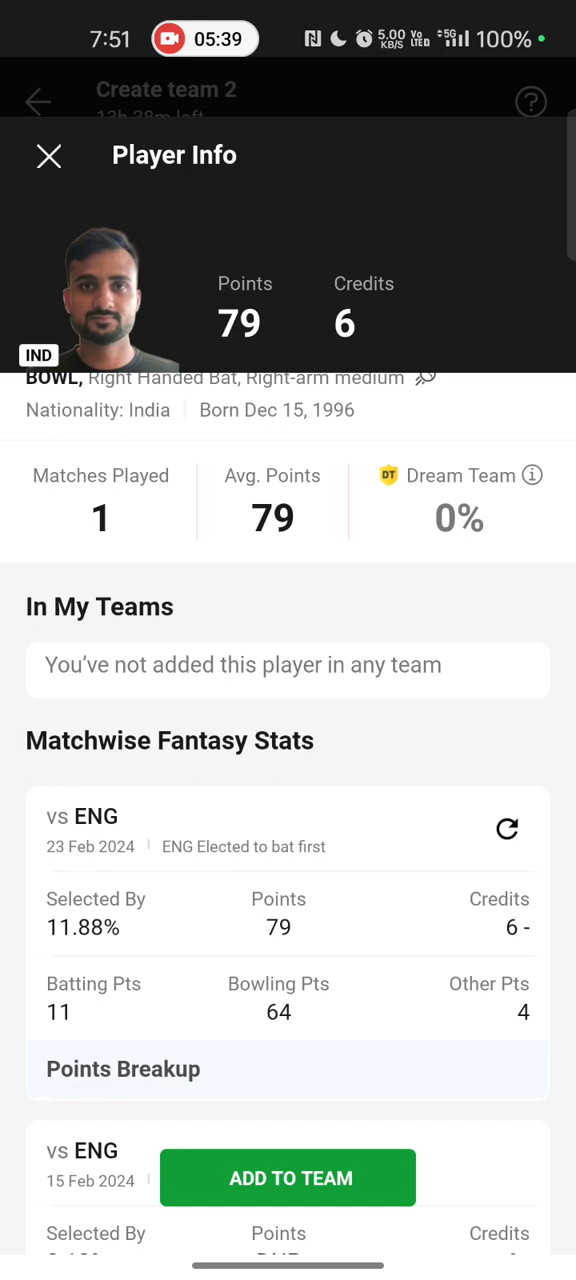 7:51 05:39 5.00 KB/S Vo LTED 5G 100%
Create team 2
13h 38m left
Player Info
Points Credits
79 6
IND
BOWL, Right Handed Bat, Right-arm medium
Nationality: India Born Dec 15, 1996
Matches Played Avg. Points DT Dream Team
1 79 0%
In My Teams
You’ve not added this player in any team
Matchwise Fantasy Stats
vs ENG
23 Feb 2024 ENG Elected to bat first
Selected By Points Credits
11.88% 79 6 -
Batting Pts Bowling Pts Other Pts
11 64 4
Points Breakup
vs ENG
15 Feb 2024
ADD TO TEAM
Selected By Points Credits